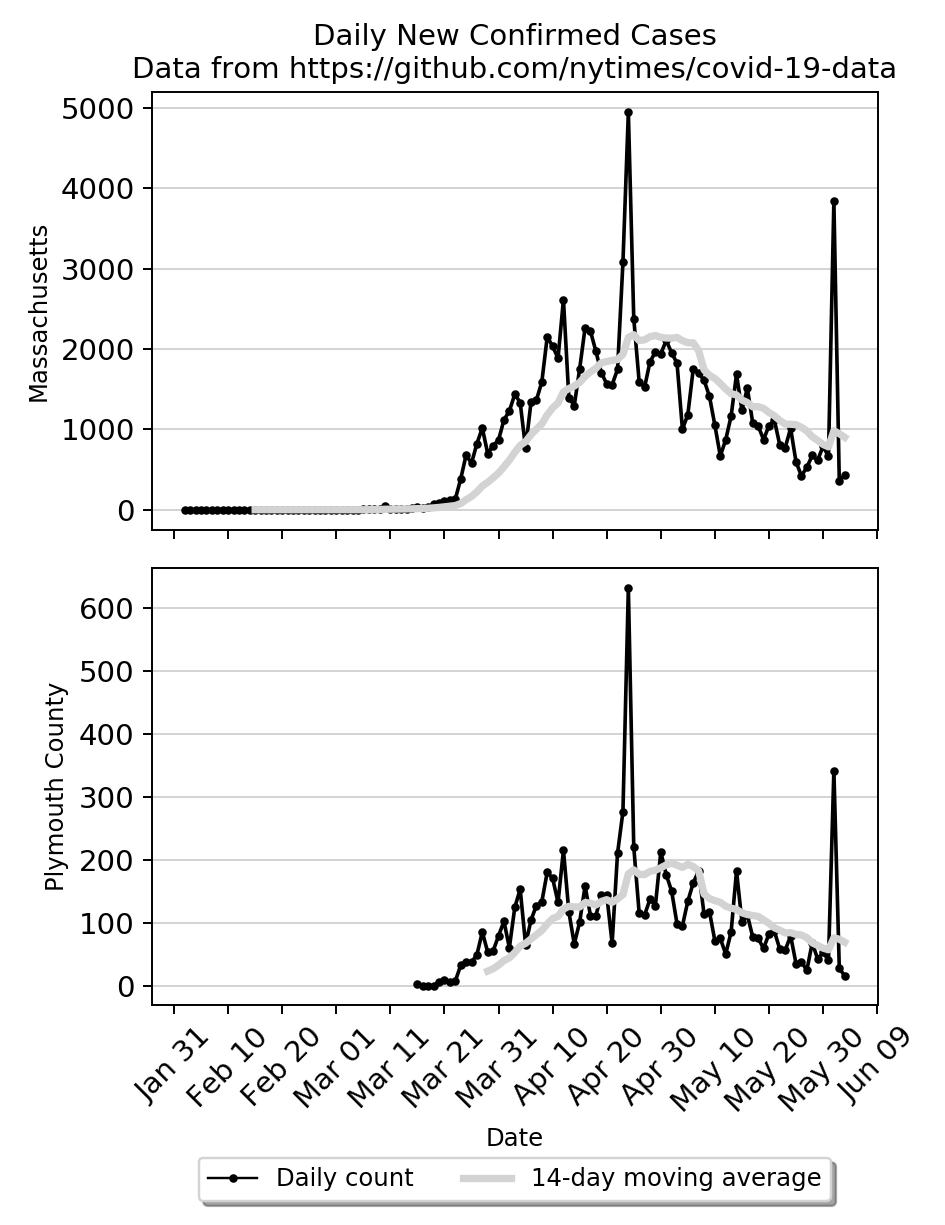 Daily New Confirmed Cases
Data from https://github.com/nytimes/covid-19-data
5000
4000
3000
2000
1000
0
Massachusetts
600
500
400
300
200
100
0
Plymouth County
Jan 31
Feb 10
Feb 20
Mar 01
Mar 11
Mar 21
Mar 31
Apr 10
Apr 20
Apr 30
May 10
May 20
May 30
Jun 09
Date
Daily count
14-day moving average